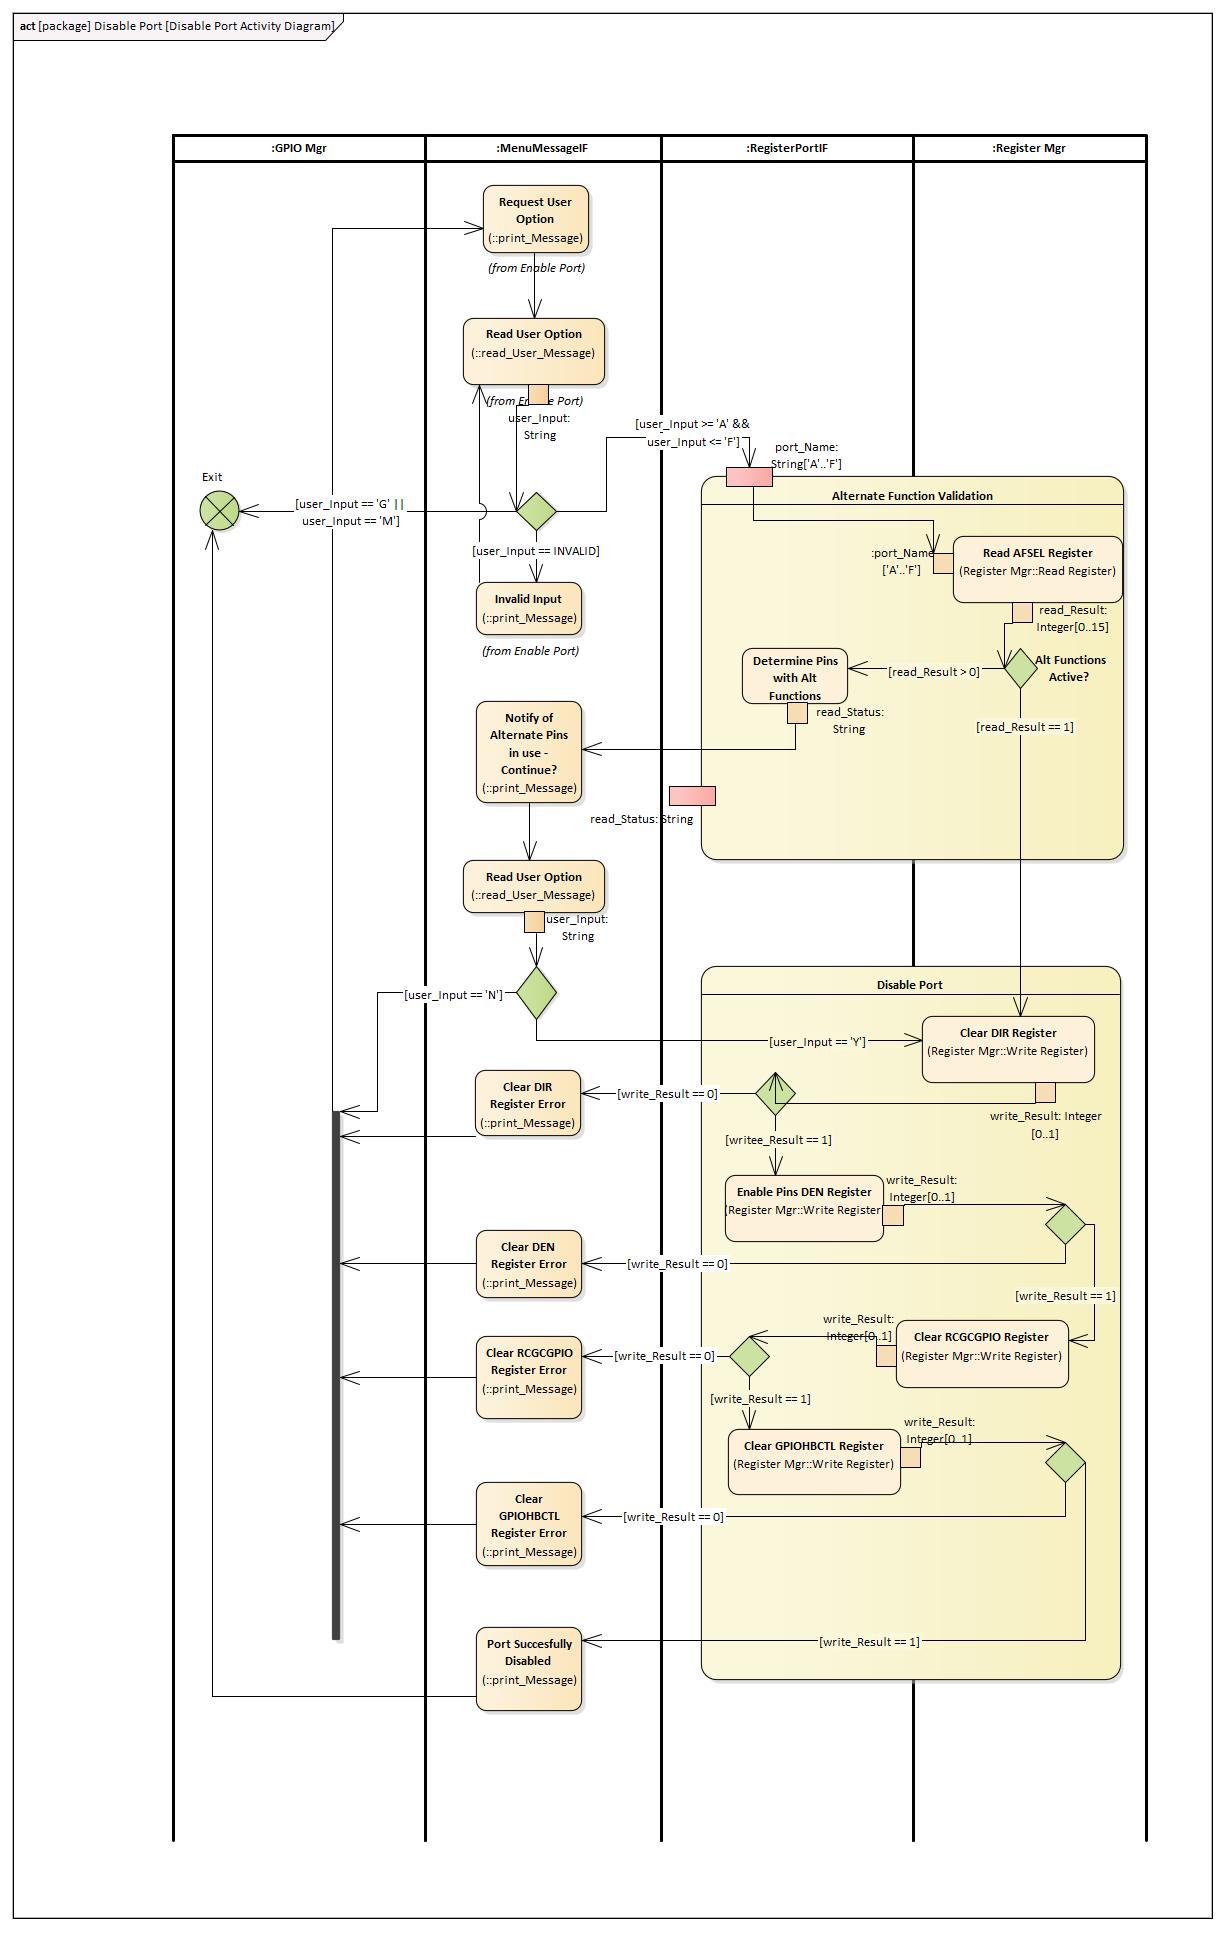 act [package] Disable Port [Disable Port Activity Diagram]
:GPIO Mgr
:MenuMessageIF
:RegisterPortIF
:Register Mgr
Request User
Option
(::print_Message)
(from Enable Port)
Read User Option
(::read_User_Message)
(from Enable Port)
user_Input:
String
[user_Input >= 'A' &&
user_Input <= 'F']
port_Name:
String['A'..'F']
Exit
[user_Input == 'G' ||
user_Input == 'M']
Alternate Function Validation
[user_Input == INVALID]
:port_Name
['A'..'F']
Read AFSEL Register
(Register Mgr::Read Register)
Invalid Input
(::print_Message)
(from Enable Port)
read_Result:
Integer[0..15]
Determine Pins
with Alt
Functions
[read_Result > 0]
Alt Functions
Active?
read_Status:
String
[read_Result == 1]
Notify of
Alternate Pins
in use -
Continue?
(::print_Message)
read_Status: String
Read User Option
(::read_User_Message)
user_Input:
String
Disable Port
[user_Input == 'N']
Clear DIR Register
(Register Mgr::Write Register)
[user_Input == 'Y']
Clear DIR
Register Error
(::print_Message)
[write_Result == 0]
write_Result: Integer
[0..1]
[writee_Result == 1]
Enable Pins DEN Register
(Register Mgr::Write Register
write_Result:
Integer[0..1]
Clear DEN
Register Error
(::print_Message)
[write_Result == 0]
[write_Result == 1]
write_Result:
Integer[0..1]
Clear RCGCGPIO Register
(Register Mgr::Write Register)
Clear RCGCGPIO
Register Error
(::print_Message)
[write_Result == 0]
[write_Result == 1]
write_Result:
Integer[0..1]
Clear GPIOHBCTL Register
(Register Mgr::Write Register)
Clear
GPIOHBCTL
Register Error
(::print_Message)
[write_Result == 0]
Port Succesfully
Disabled
(::print_Message)
[write_Result == 1]